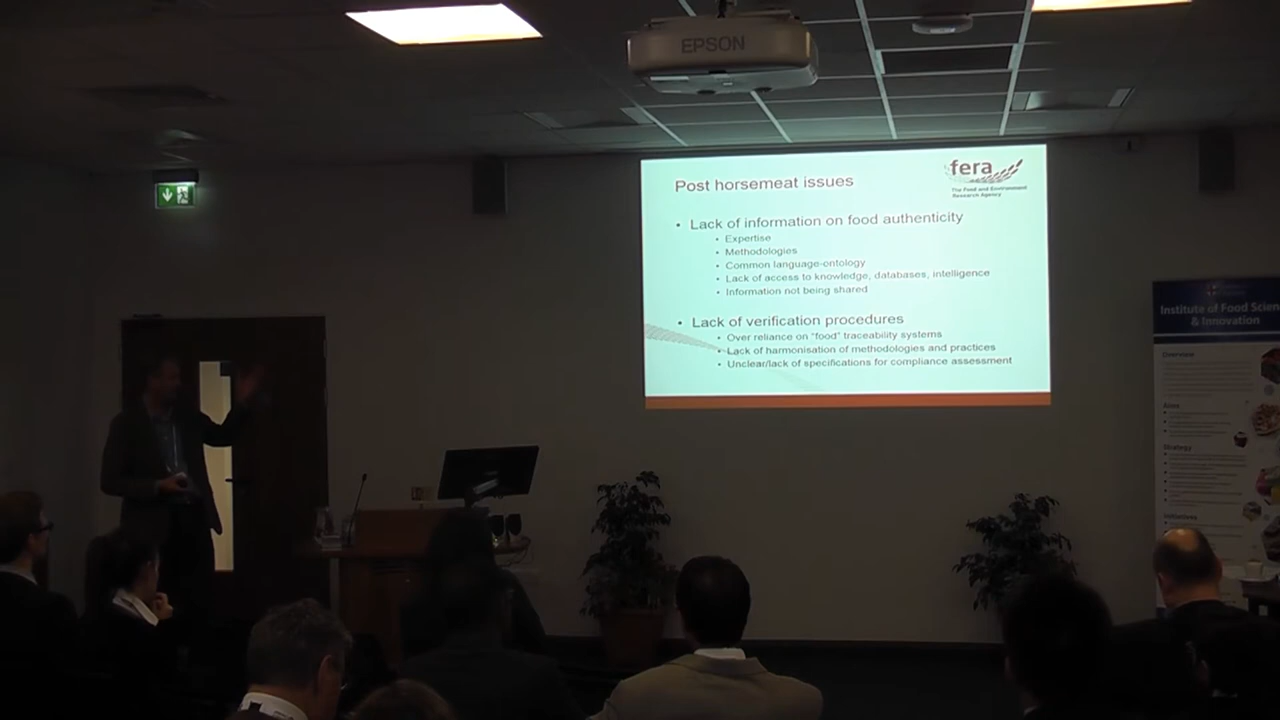 EPSON
Post horsemeat issues
fera
The Food and Environment
Research Agency
• Lack of information on food authenticity
• Expertise
• Methodologies
• Common language-ontology
• Lack of access to knowledge, databases, intelligence
• Information not being shared
• Lack of verification procedures
• Over reliance on "food" traceability systems
• Lack of harmonisation of methodologies and practices
• Unclear/lack of specifications for compliance assessment
Institute of Food Scien
& Innovation
Overview
Aims
Strategy
Initiatives